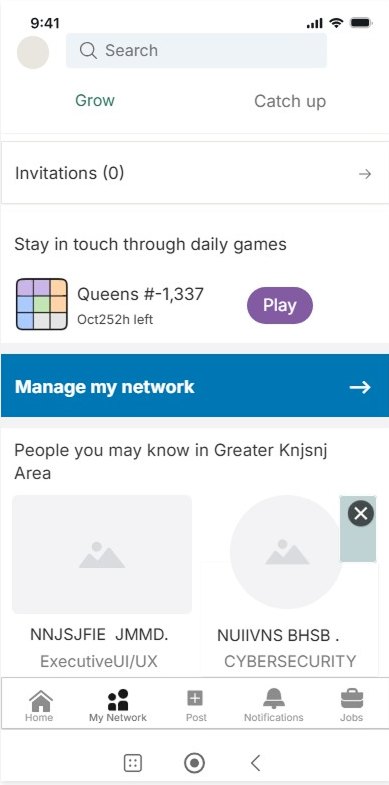 9:41
Search
Grow
Catch up
Invitations (0)
Stay in touch through daily games
Queens #-1,337
Oct252h left
Play
Manage my network
People you may know in Greater Knjsnj
Area
NNJSJFIE JMMD.
NUIIVNS BHSB .
ExecutiveUI/UX
CYBERSECURITY
Home
My Network
Post
Notifications
Jobs